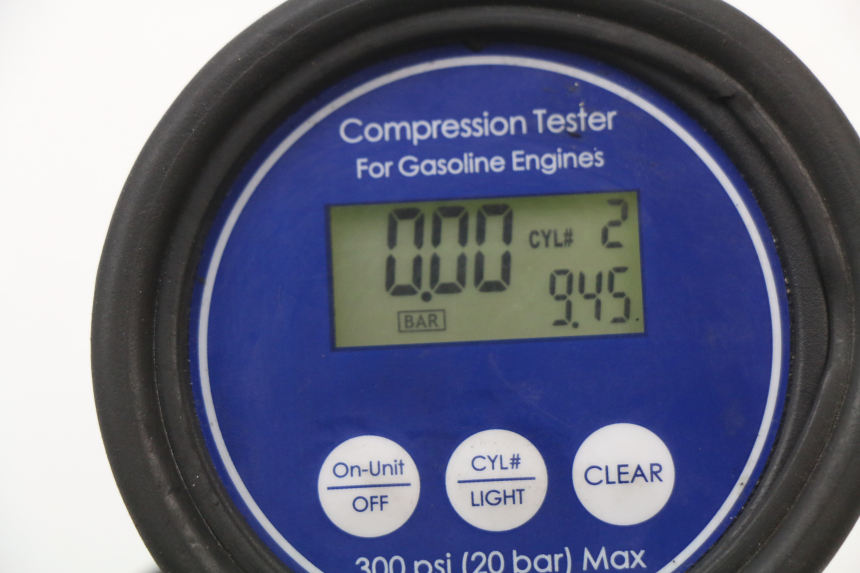 Compression Tester
For Gasoline Engines
0.00 CYL# 2
BAR 9.45
On-Unit
OFF
CYL#
LIGHT
CLEAR
300 psi (20 bar) Max